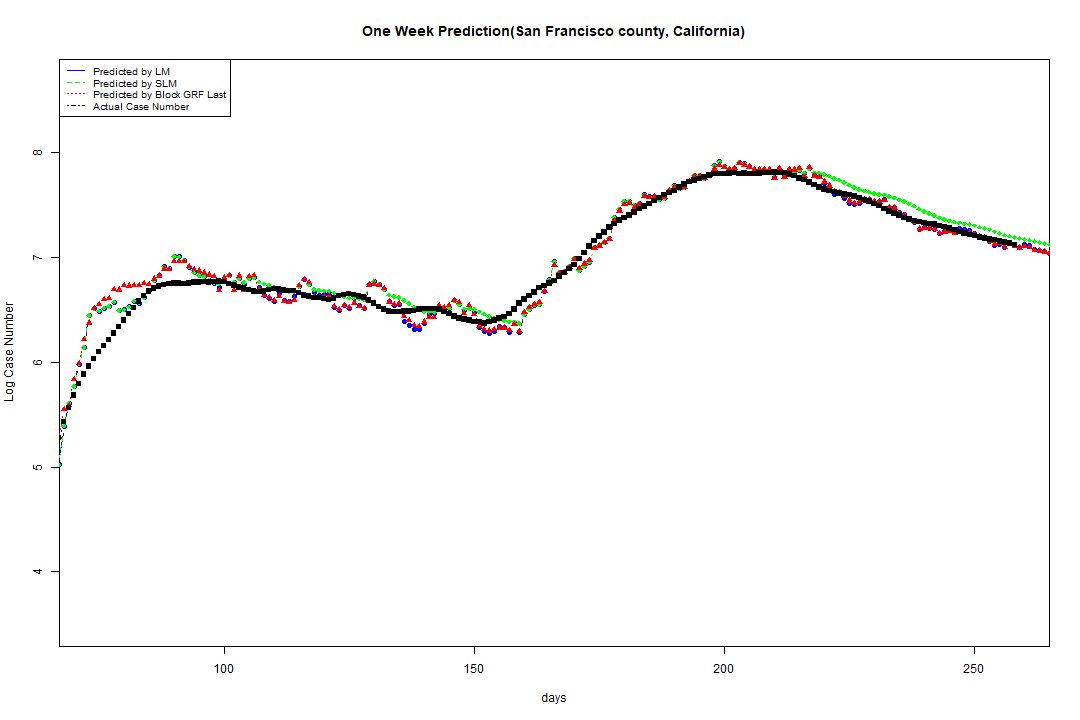 One Week Prediction(San Francisco county, California)
Predicted by LM
Predicted by SLM
Predicted by Block GRF Last
Actual Case Number
8
7
6
5
4
Log Case Number
100 150 200 250
days